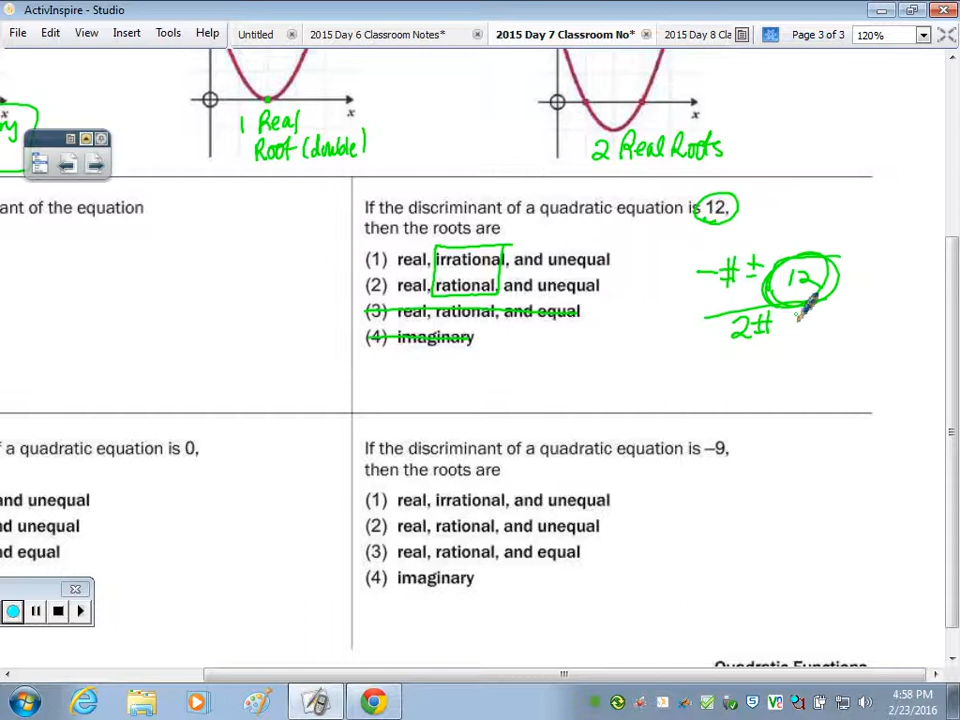 ActivInspire - Studio
File Edit View Insert Tools Help Untitled 2015 Day 6 Classroom Notes* 2015 Day 7 Classroom No* 2015 Day 8 Cla Page 3 of 3 120%
x
x
x
1 Real
Root (double)
2 Real Roots
ant of the equation
If the discriminant of a quadratic equation is 12,
then the roots are
(1) real, irrational, and unequal
(2) real, rational, and unequal
(3) real, rational, and equal
(4) imaginary
-# ± √12
2#
f a quadratic equation is 0,
and unequal
nd unequal
nd equal
If the discriminant of a quadratic equation is –9,
then the roots are
(1) real, irrational, and unequal
(2) real, rational, and unequal
(3) real, rational, and equal
(4) imaginary
Quadratic Functions
4:58 PM
2/23/2016